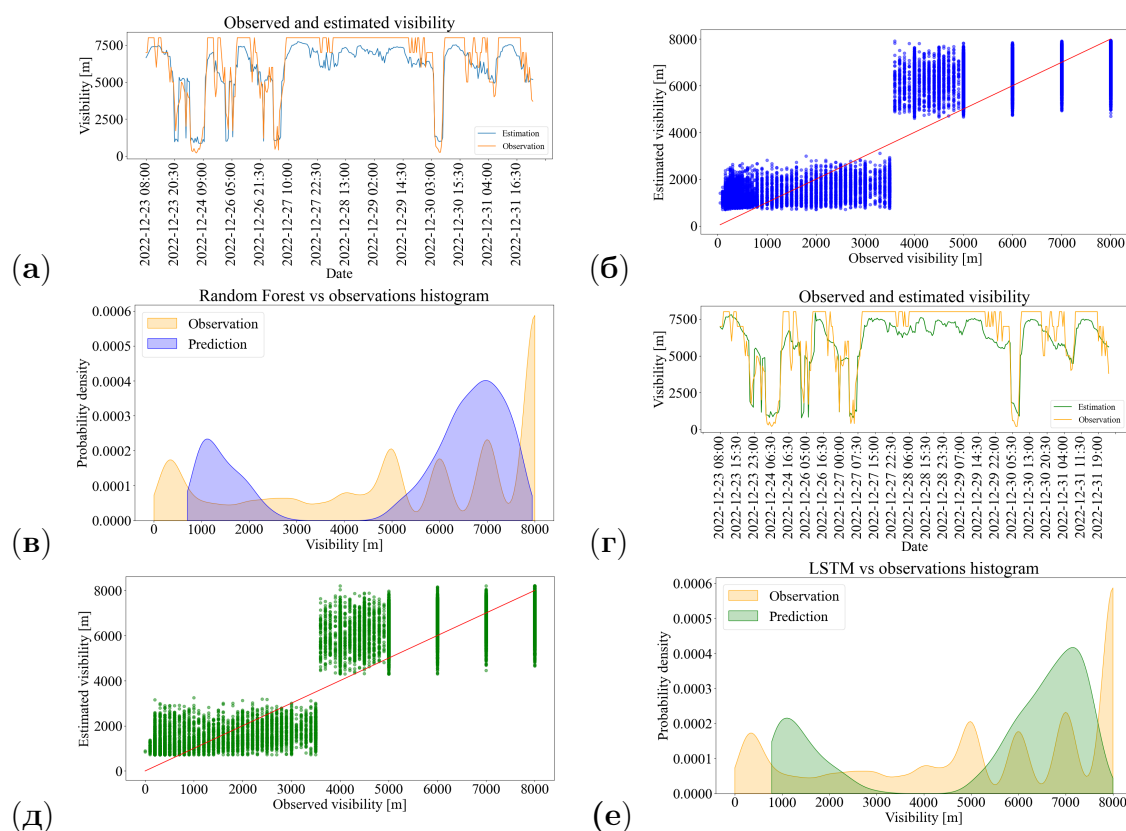 Observed and estimated visibility
Visibility [m]
7500
5000
2500
0
Estimation
Observation
2022-12-23 08:00
2022-12-23 20:30
2022-12-24 09:00
2022-12-26 05:00
2022-12-26 21:30
2022-12-27 10:00
2022-12-27 22:30
2022-12-28 13:00
2022-12-29 02:00
2022-12-29 14:30
2022-12-30 03:00
2022-12-30 15:30
2022-12-31 04:00
2022-12-31 16:30
Date
(а)
Estimated visibility [m]
8000
6000
4000
2000
0
0 1000 2000 3000 4000 5000 6000 7000 8000
Observed visibility [m]
(б)
Random Forest vs observations histogram
Probability density
0.0006
0.0005
0.0004
0.0003
0.0002
0.0001
0.0000
Observation
Prediction
0 1000 2000 3000 4000 5000 6000 7000 8000
Visibility [m]
(в)
Observed and estimated visibility
Visibility [m]
7500
5000
2500
0
Estimation
Observation
2022-12-23 08:00
2022-12-23 15:30
2022-12-23 23:00
2022-12-24 06:30
2022-12-24 16:30
2022-12-26 05:30
2022-12-26 16:30
2022-12-27 00:00
2022-12-27 07:30
2022-12-27 15:00
2022-12-27 22:30
2022-12-28 06:00
2022-12-28 15:30
2022-12-28 23:30
2022-12-29 07:00
2022-12-29 14:30
2022-12-29 22:00
2022-12-30 05:30
2022-12-30 13:00
2022-12-30 20:30
2022-12-31 04:00
2022-12-31 11:30
2022-12-31 19:00
Date
(г)
Estimated visibility [m]
8000
6000
4000
2000
0
0 1000 2000 3000 4000 5000 6000 7000 8000
Observed visibility [m]
(д)
LSTM vs observations histogram
Probability density
0.0006
0.0005
0.0004
0.0003
0.0002
0.0001
0.0000
Observation
Prediction
0 1000 2000 3000 4000 5000 6000 7000 8000
Visibility [m]
(е)